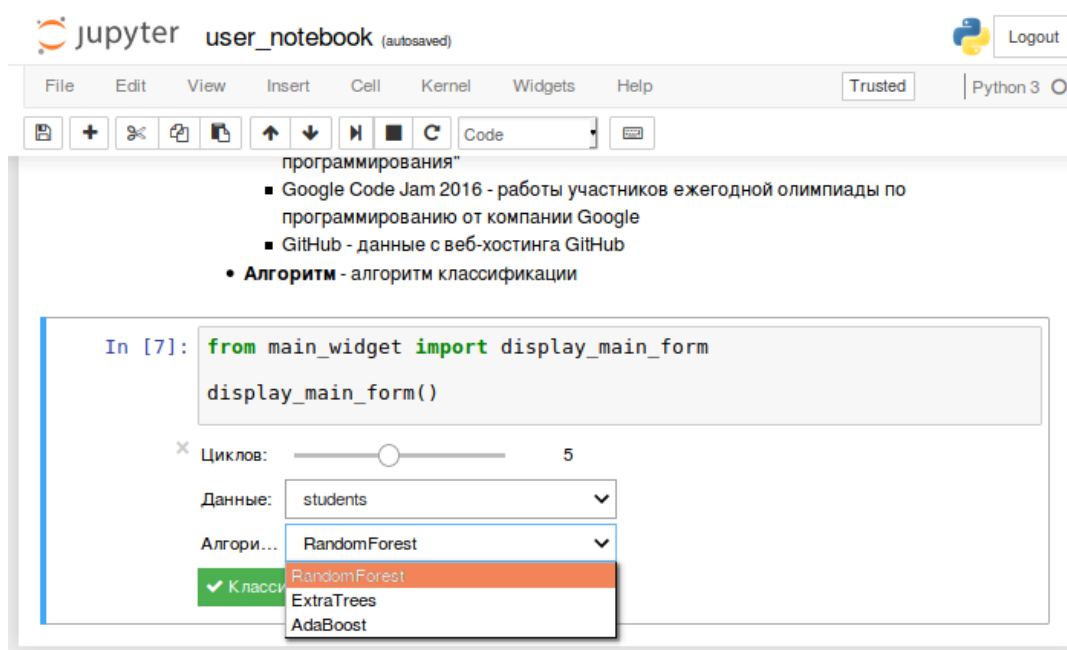 jupyter user_notebook (autosaved) Logout
File Edit View Insert Cell Kernel Widgets Help Trusted Python 3
Code
программирования"
Google Code Jam 2016 - работы участников ежегодной олимпиады по
программированию от компании Google
GitHub - данные с веб-хостинга GitHub
Алгоритм - алгоритм классификации
In [7]: from main_widget import display_main_form
display_main_form()
Циклов: 5
Данные: students
Алгори... RandomForest
RandomForest
✔ Класси
ExtraTrees
AdaBoost